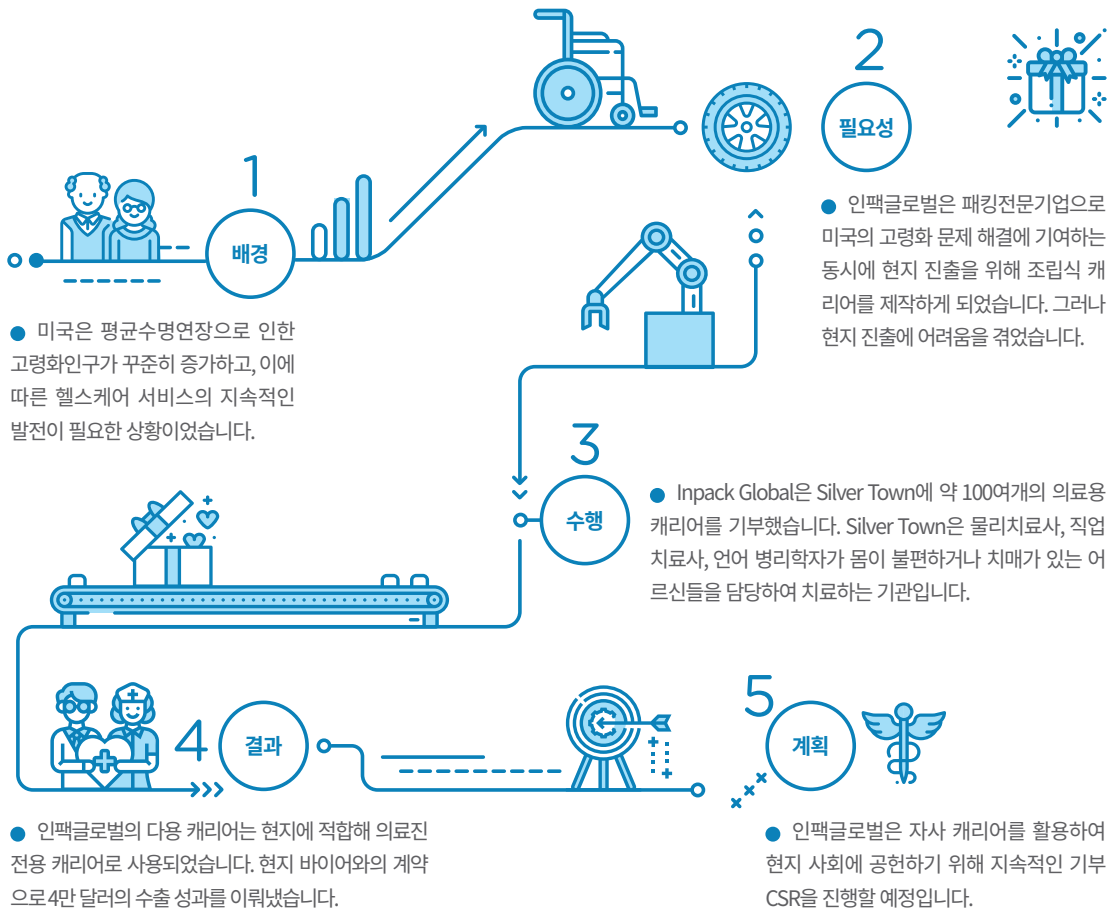 1
배경
● 미국은 평균수명연장으로 인한
고령화인구가 꾸준히 증가하고, 이에
따른 헬스케어 서비스의 지속적인
발전이 필요한 상황이었습니다.
2
필요성
● 인팩글로벌은 패킹전문기업으로
미국의 고령화 문제 해결에 기여하는
동시에 현지 진출을 위해 조립식 캐
리어를 제작하게 되었습니다. 그러나
현지 진출에 어려움을 겪었습니다.
3
수행
● Inpack Global은 Silver Town에 약 100여개의 의료용
캐리어를 기부했습니다. Silver Town은 물리치료사, 직업
치료사, 언어 병리학자가 몸이 불편하거나 치매가 있는 어
르신들을 담당하여 치료하는 기관입니다.
4
결과
● 인팩글로벌의 다용 캐리어는 현지에 적합해 의료진
전용 캐리어로 사용되었습니다. 현지 바이어와의 계약
으로 4만 달러의 수출 성과를 이뤄냈습니다.
5
계획
● 인팩글로벌은 자사 캐리어를 활용하여
현지 사회에 공헌하기 위해 지속적인 기부
CSR을 진행할 예정입니다.